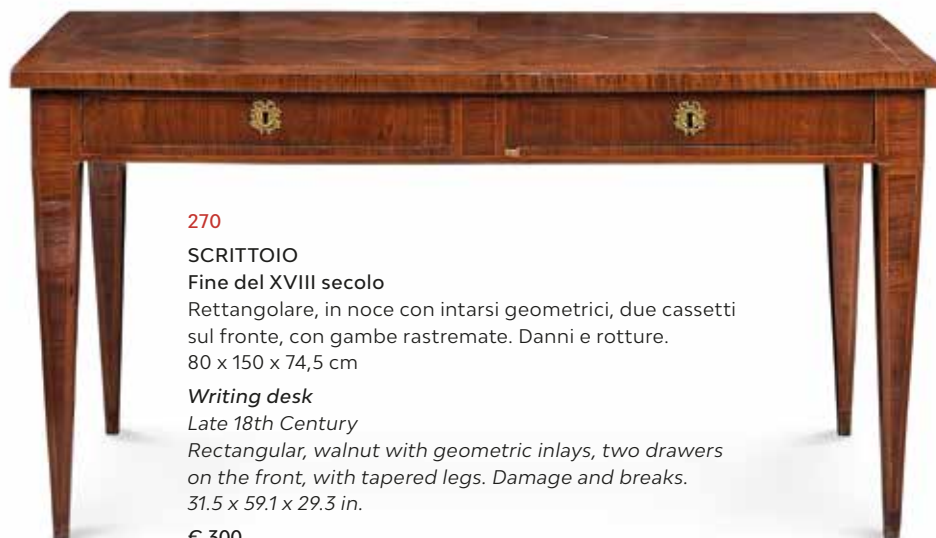 270
SCRITTOIO
Fine del XVIII secolo
Rettangolare, in noce con intarsi geometrici, due cassetti
sul fronte, con gambe rastremate. Danni e rotture.
80 x 150 x 74,5 cm
Writing desk
Late 18th Century
Rectangular, walnut with geometric inlays, two drawers
on the front, with tapered legs. Damage and breaks.
31.5 x 59.1 x 29.3 in.
€ 300